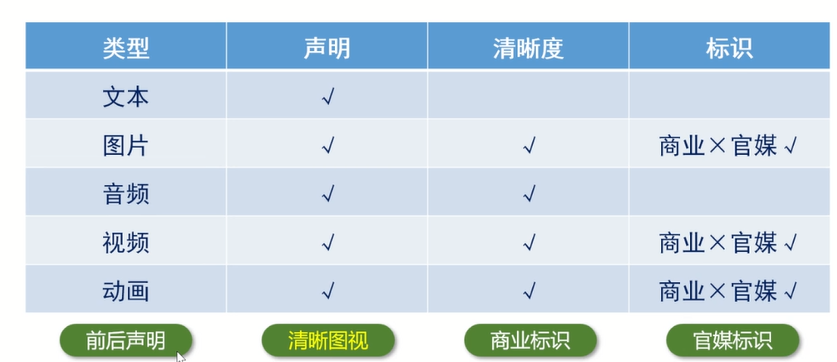 类型 声明 清晰度 标识
文本 √
图片 √ √ 商业×官媒√
音频 √ √
视频 √ √ 商业×官媒√
动画 √ √ 商业×官媒√
前后声明 清晰图视 商业标识 官媒标识